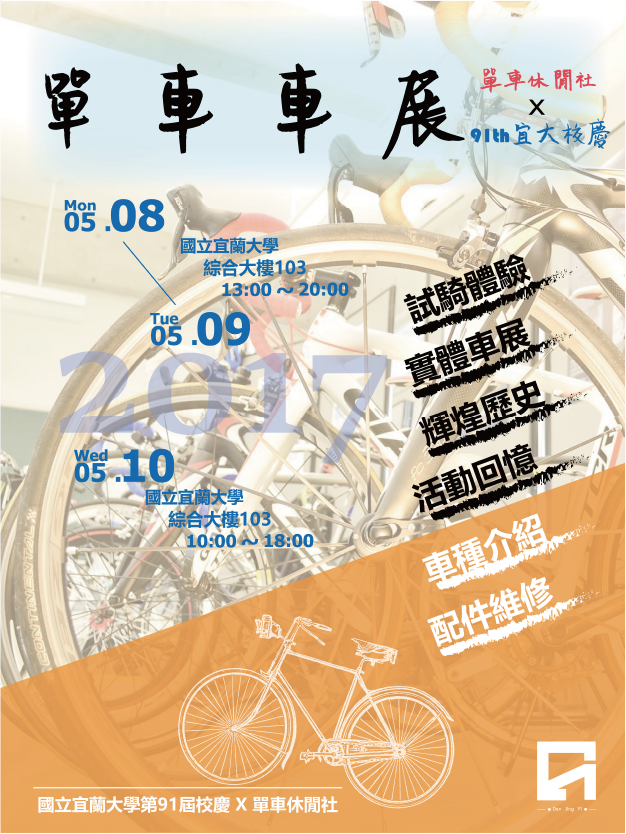 單車車展
單車休閒社
X
91th宜大校慶
Mon
05.08
國立宜蘭大學
綜合大樓103
13:00～20:00
Tue
05.09
2017
Wed
05.10
國立宜蘭大學
綜合大樓103
10:00～18:00
試騎體驗
實體車展
輝煌歷史
活動回憶
車種介紹
配件維修
國立宜蘭大學第91屆校慶 X 單車休閒社